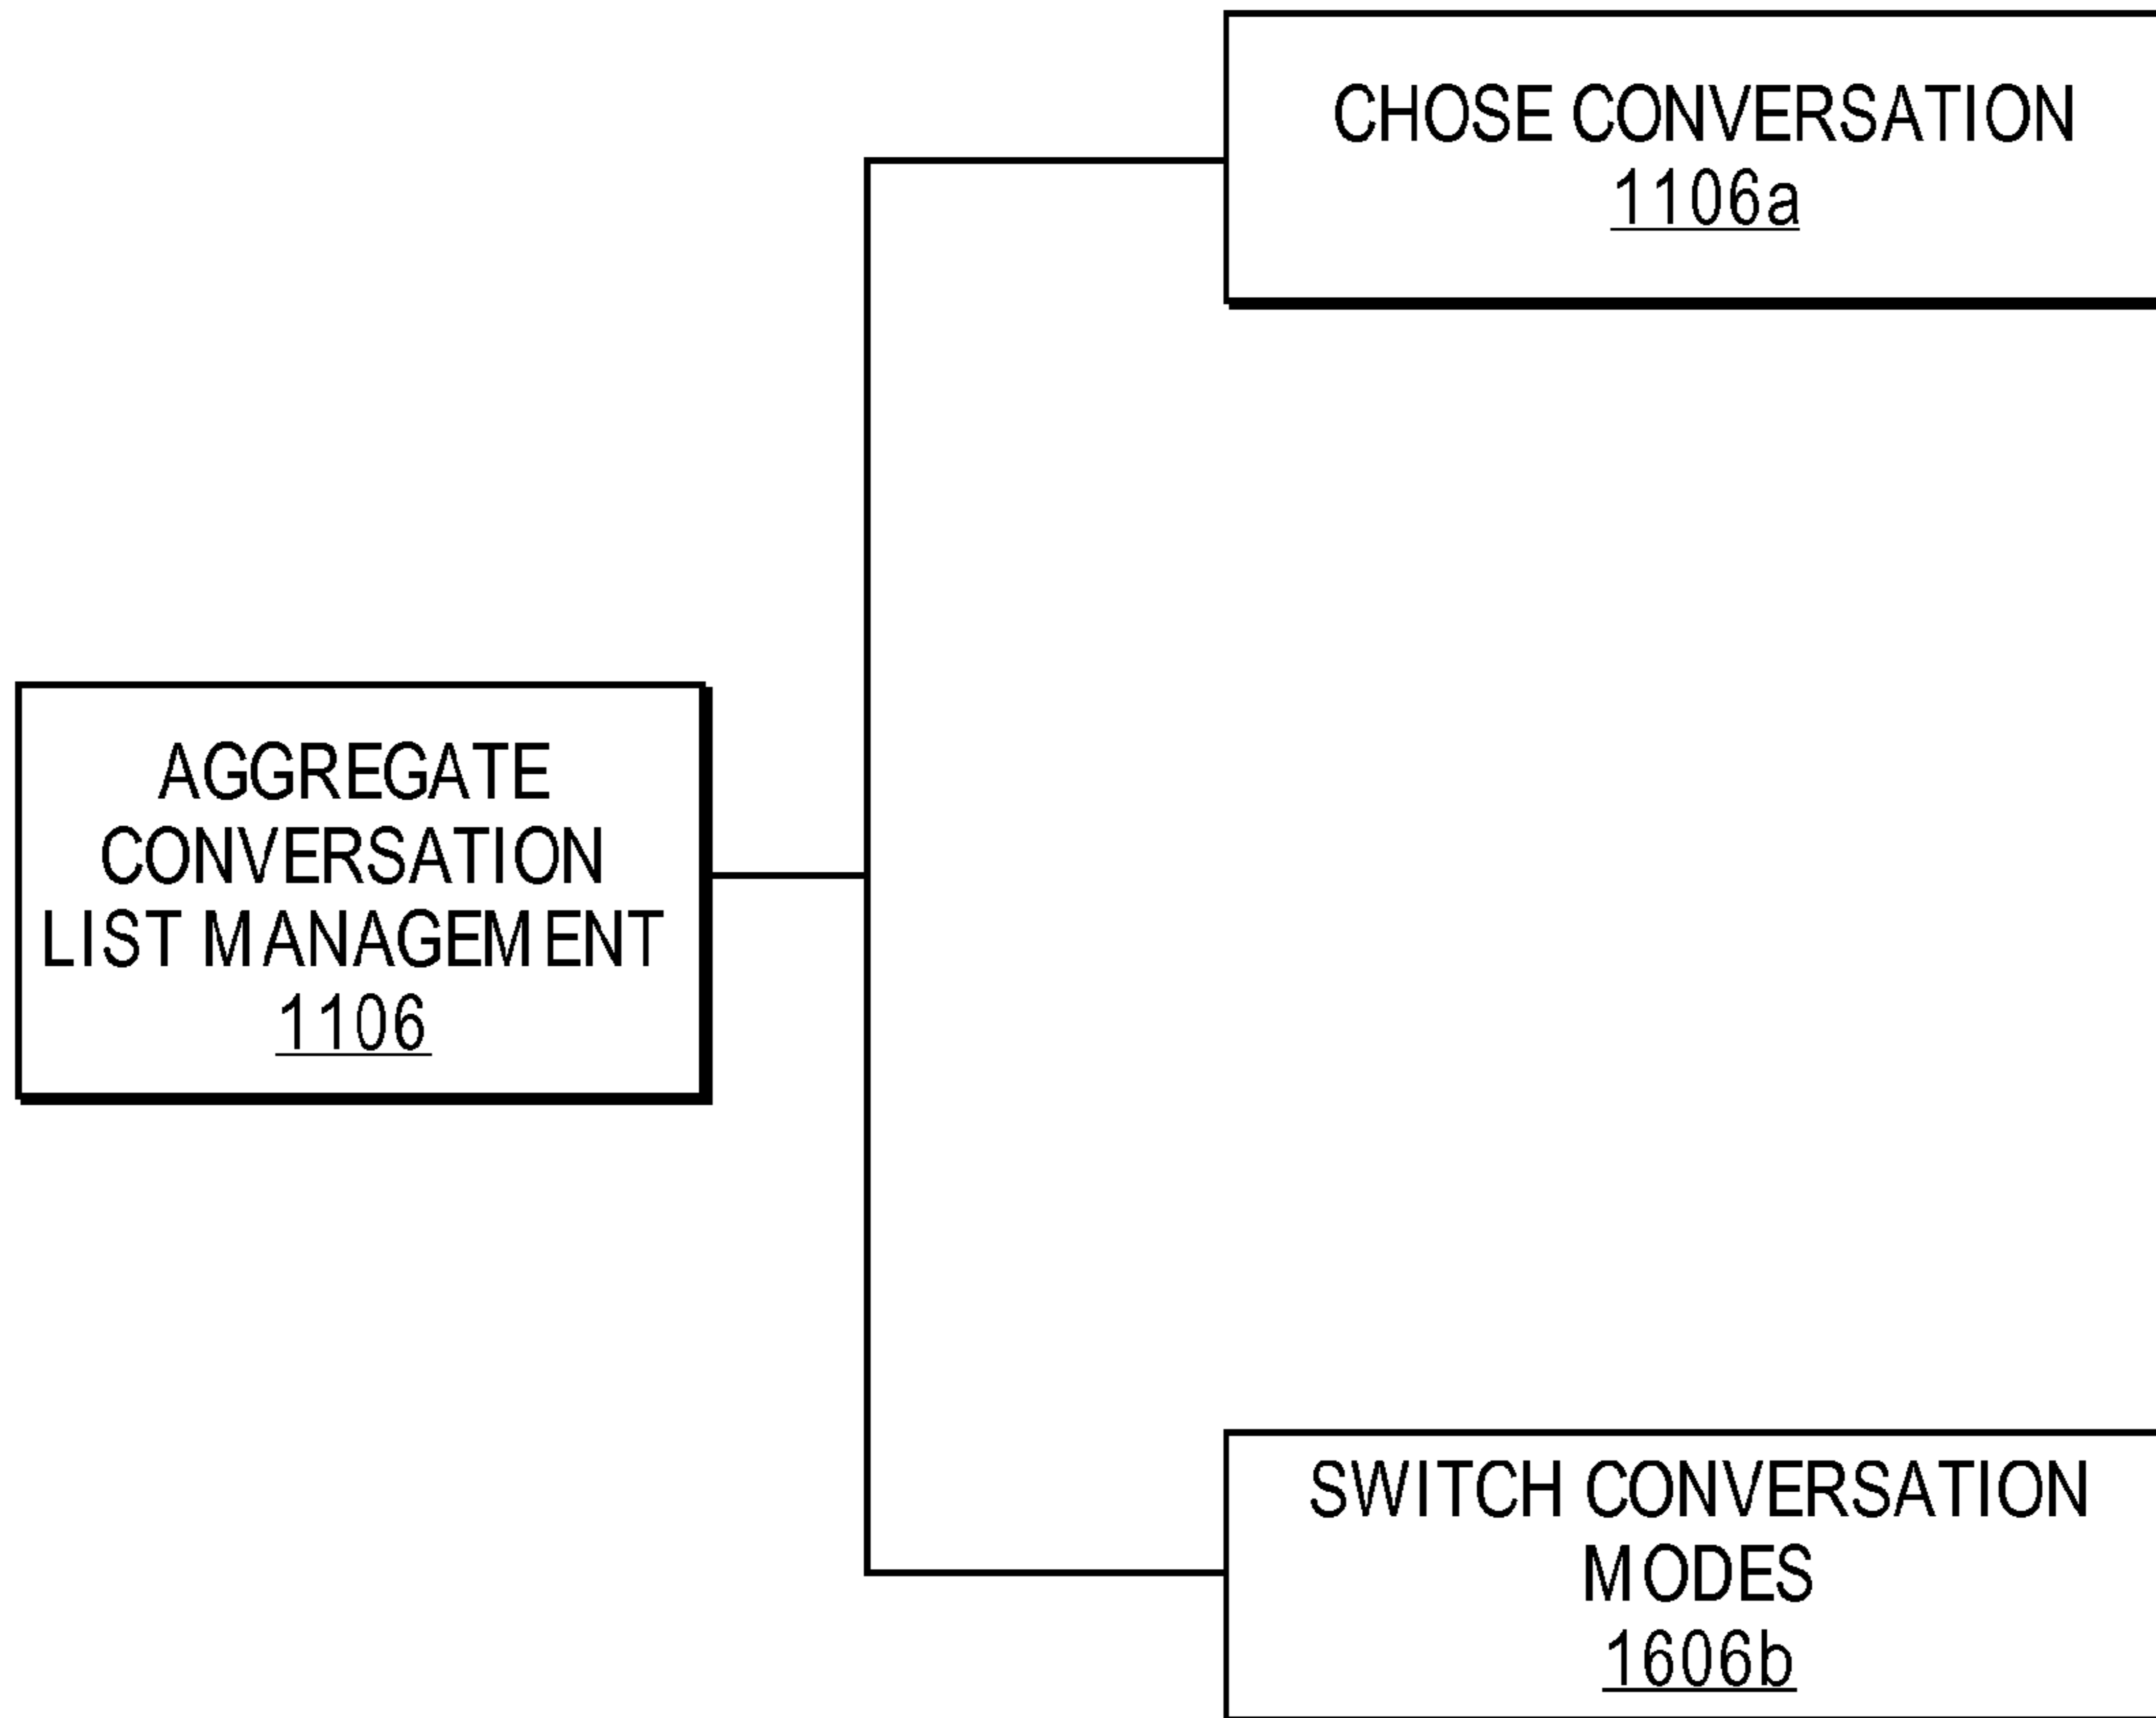 CHOSE CONVERSATION
1106a
AGGREGATE
CONVERSATION
LIST MANAGEMENT
1106
SWITCH CONVERSATION
MODES
1606b